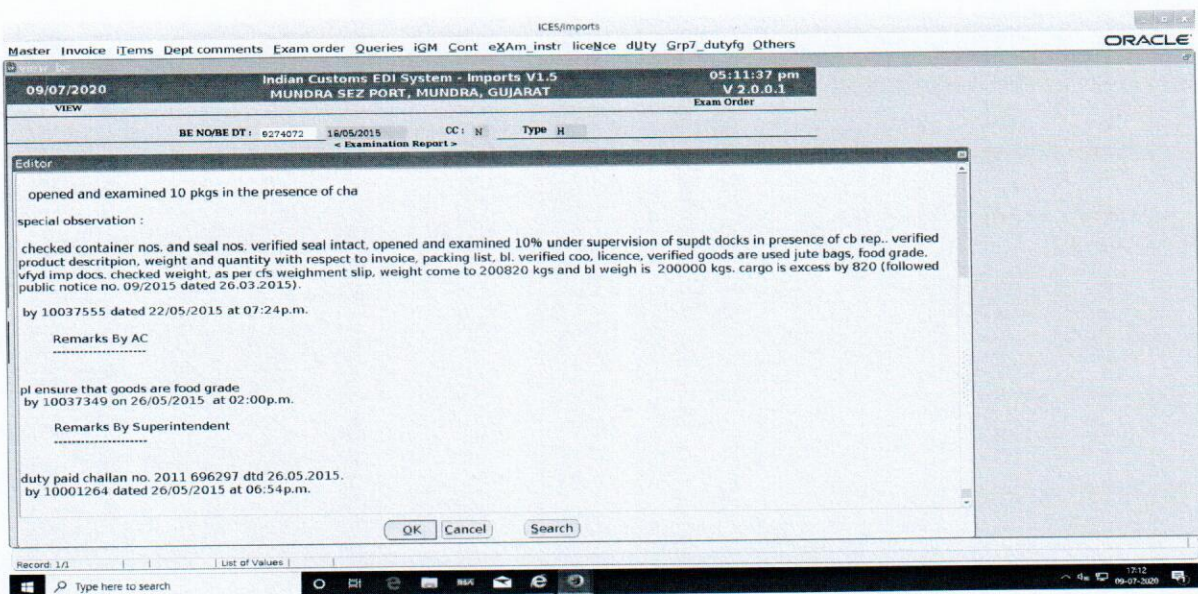 ICES/Imports
Master Invoice iTems Dept comments Exam order Queries iGM Cont eXAm_instr liceNce dUty Grp7_dutyfg Others
ORACLE
09/07/2020 Indian Customs EDI System - Imports V1.5 05:11:37 pm
MUNDRA SEZ PORT, MUNDRA, GUJARAT V 2.0.0.1
VIEW Exam Order
BE NO/BE DT : 9274072 18/05/2015 CC : N Type H
< Examination Report >
Editor
opened and examined 10 pkgs in the presence of cha
special observation :
checked container nos. and seal nos. verified seal intact, opened and examined 10% under supervision of supdt docks in presence of cb rep.. verified
product descritpion, weight and quantity with respect to invoice, packing list, bl. verified coo, licence, verified goods are used jute bags, food grade.
vfyd imp docs. checked weight, as per cfs weighment slip, weight come to 200820 kgs and bl weigh is 200000 kgs. cargo is excess by 820 (followed
public notice no. 09/2015 dated 26.03.2015).
by 10037555 dated 22/05/2015 at 07:24p.m.
Remarks By AC
---------------------
pl ensure that goods are food grade
by 10037349 on 26/05/2015 at 02:00p.m.
Remarks By Superintendent
---------------------
duty paid challan no. 2011 696297 dtd 26.05.2015.
by 10001264 dated 26/05/2015 at 06:54p.m.
OK Cancel Search
Record: 1/1 List of Values
Type here to search
17:12
09-07-2020